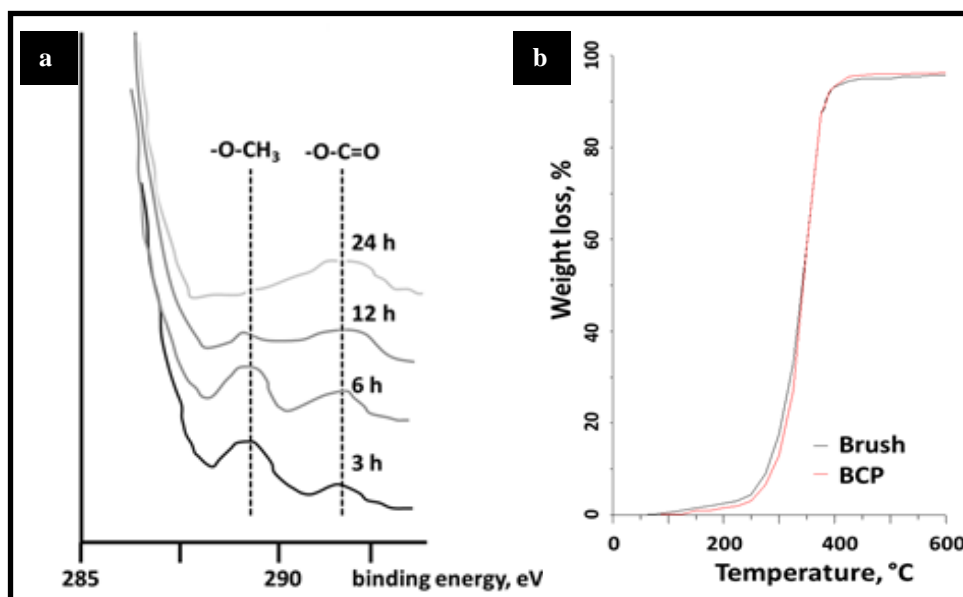 a
-O-CH₃ -O-C=O
24 h
12 h
6 h
3 h
285 290 binding energy, eV
b
Weight loss, %
100
80
60
40
20
0
Brush
BCP
0 200 400 600
Temperature, °C